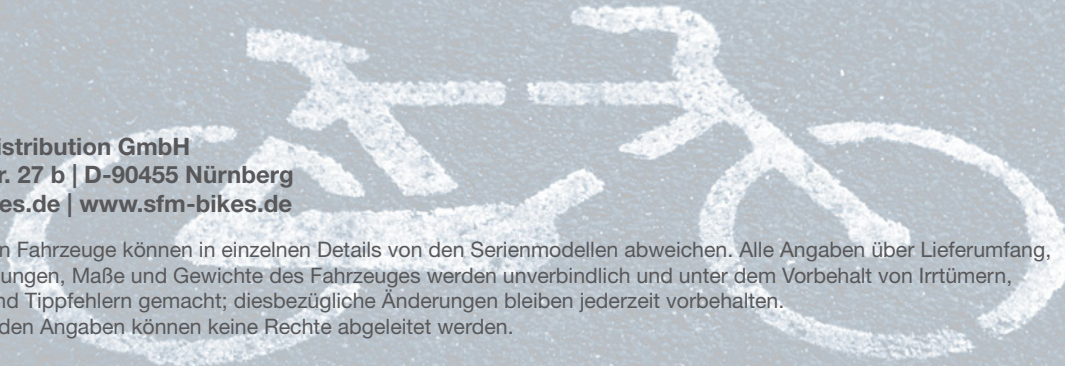 istribution GmbH
r. 27 b | D-90455 Nürnberg
es.de | www.sfm-bikes.de
n Fahrzeuge können in einzelnen Details von den Serienmodellen abweichen. Alle Angaben über Lieferumfang,
ungen, Maße und Gewichte des Fahrzeuges werden unverbindlich und unter dem Vorbehalt von Irrtümern,
nd Tippfehlern gemacht; diesbezügliche Änderungen bleiben jederzeit vorbehalten.
den Angaben können keine Rechte abgeleitet werden.